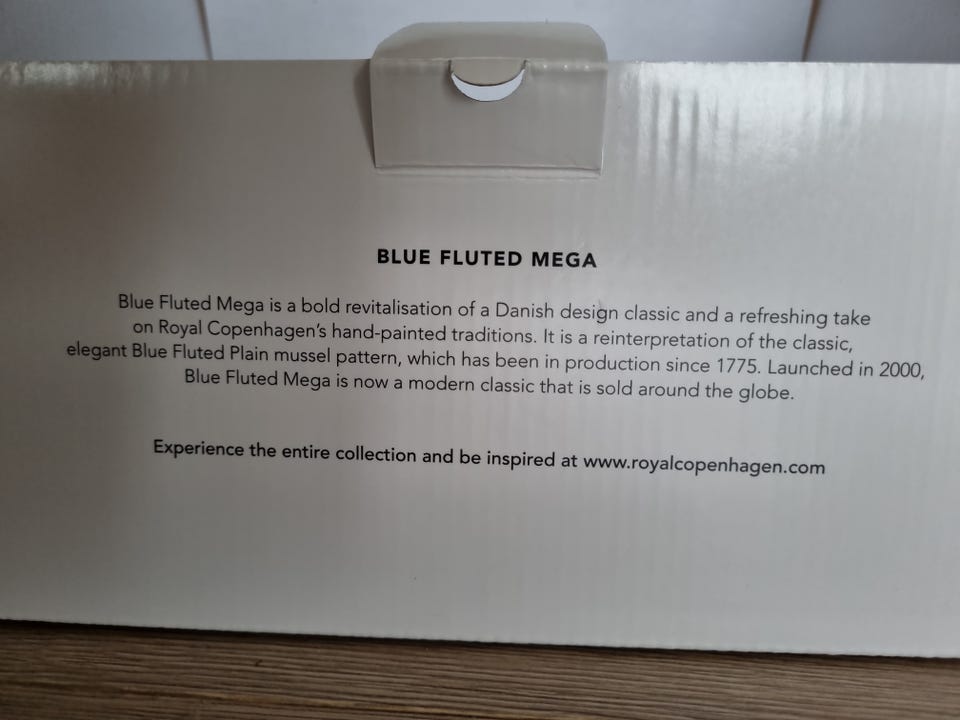 BLUE FLUTED MEGA
Blue Fluted Mega is a bold revitalisation of a Danish design classic and a refreshing take
on Royal Copenhagen's hand-painted traditions. It is a reinterpretation of the classic,
elegant Blue Fluted Plain mussel pattern, which has been in production since 1775. Launched in 2000,
Blue Fluted Mega is now a modern classic that is sold around the globe.
Experience the entire collection and be inspired at www.royalcopenhagen.com